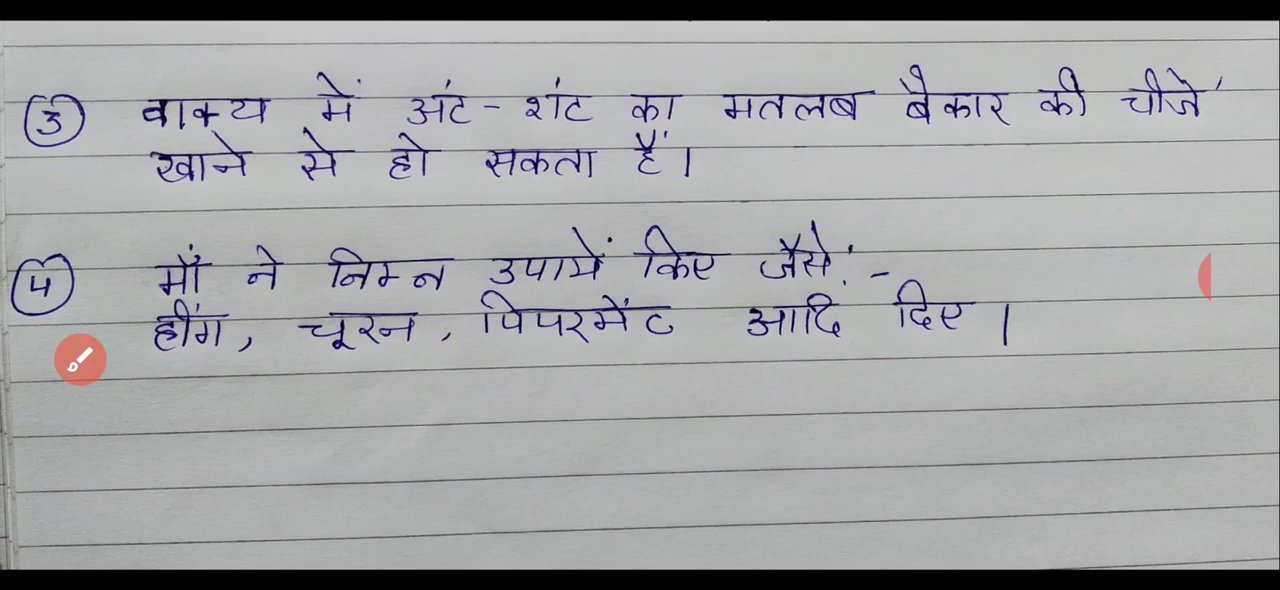 ③ वाक्य में अंट - शंट का मतलब बैकार की चीजें
खाने से हो सकता हैं।
④ माँ ने निम्न उपायें किए जैसे:-
हींग, चूरन, पिपरमेंट आदि दिए।